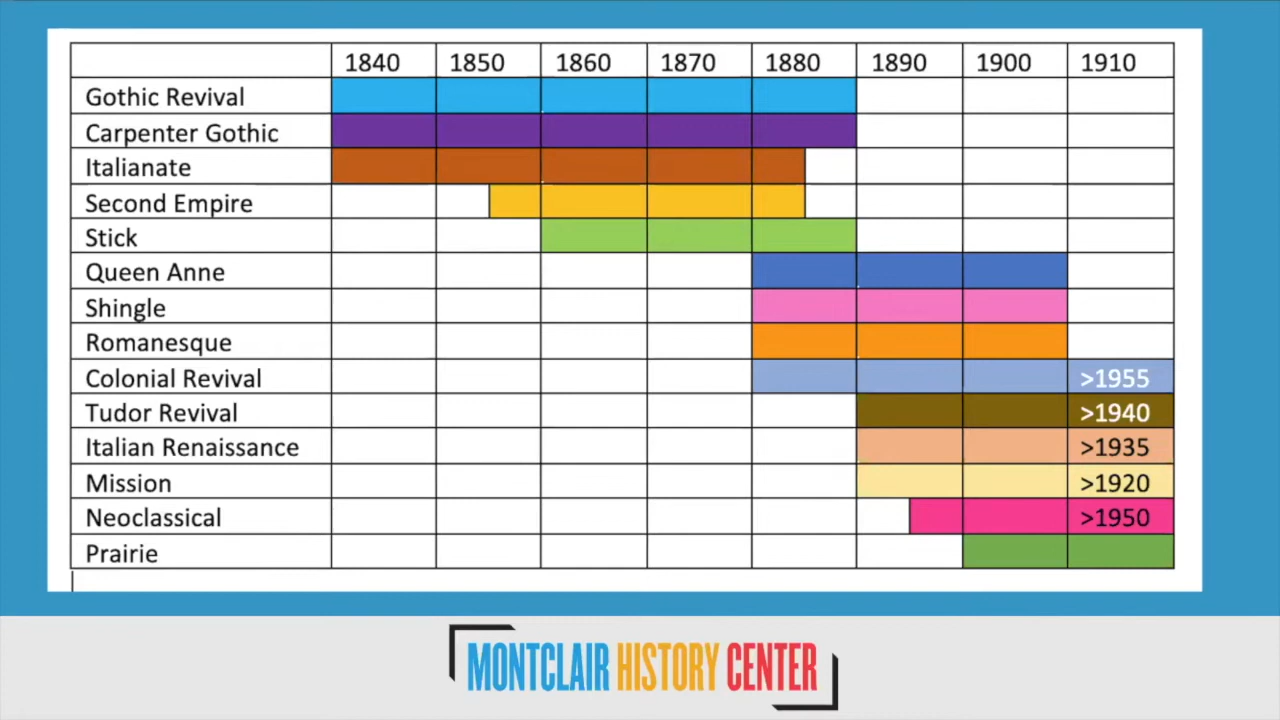 1840 1850 1860 1870 1880 1890 1900 1910
Gothic Revival
Carpenter Gothic
Italianate
Second Empire
Stick
Queen Anne
Shingle
Romanesque
Colonial Revival >1955
Tudor Revival >1940
Italian Renaissance >1935
Mission >1920
Neoclassical >1950
Prairie
MONTCLAIR HISTORY CENTER